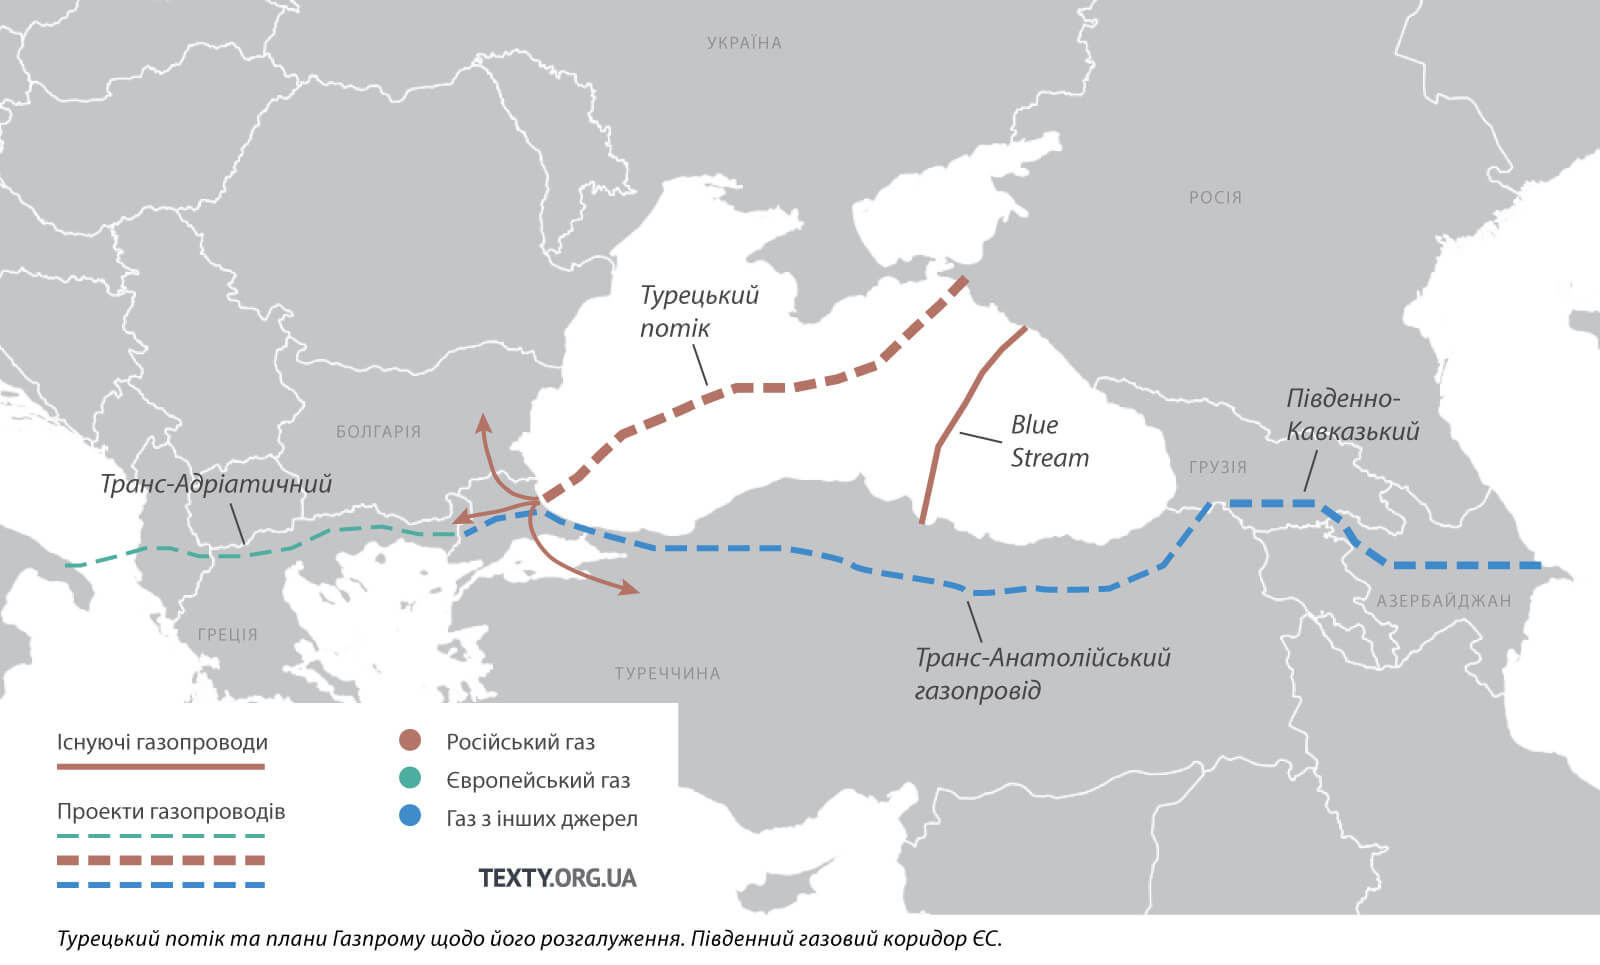 УКРАЇНА
РОСІЯ
Турецький
потік
Південно-
Кавказький
Blue
Stream
БОЛГАРІЯ
ГРУЗІЯ
Транс-Адріатичний
АЗЕРБАЙДЖАН
ГРЕЦІЯ
ТУРЕЧЧИНА
Транс-Анатолійський
газопровід
Існуючі газопроводи
Проекти газопроводів
Російський газ
Європейський газ
Газ з інших джерел
TEXTY.ORG.UA
Турецький потік та плани Газпрому щодо його розгалуження. Південний газовий коридор ЄС.